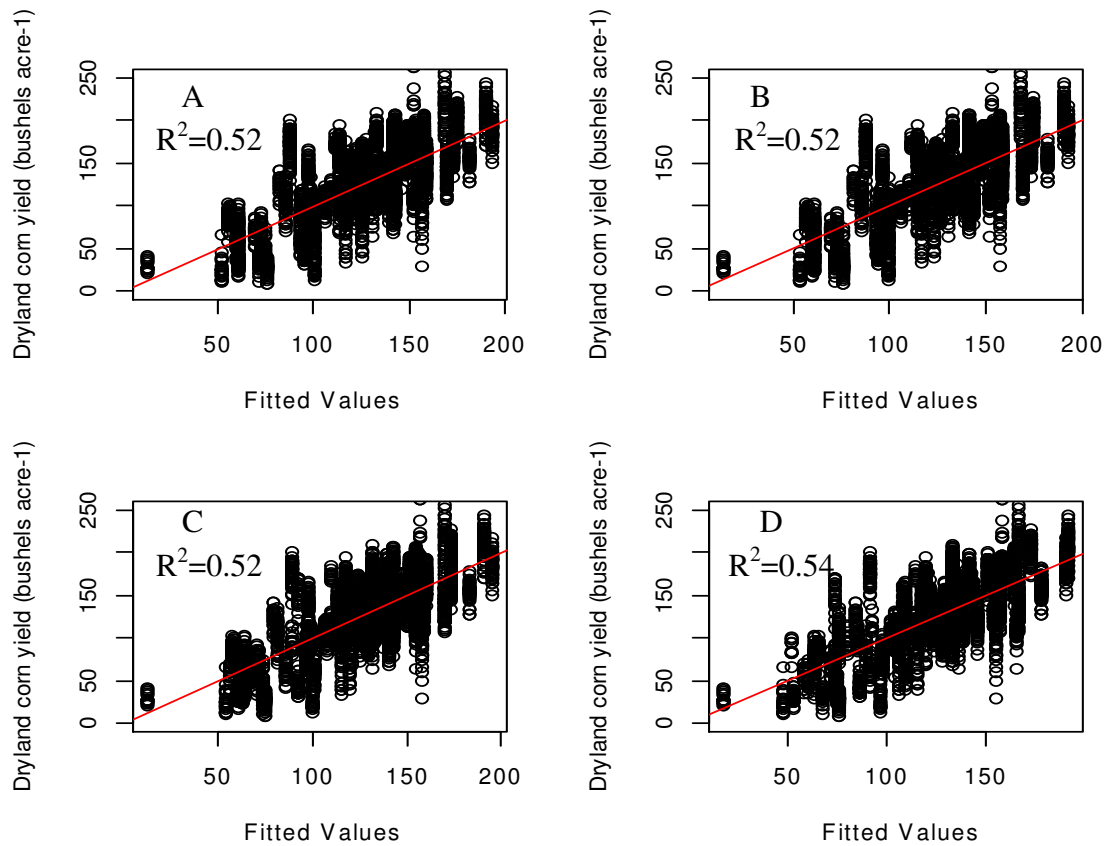 Dryland corn yield (bushels acre-1)
250
150
50
0
A
R²=0.52
50 100 150 200
Fitted Values
Dryland corn yield (bushels acre-1)
250
150
50
0
B
R²=0.52
50 100 150 200
Fitted Values
Dryland corn yield (bushels acre-1)
250
150
50
0
C
R²=0.52
50 100 150 200
Fitted Values
Dryland corn yield (bushels acre-1)
250
150
50
0
D
R²=0.54
50 100 150
Fitted Values